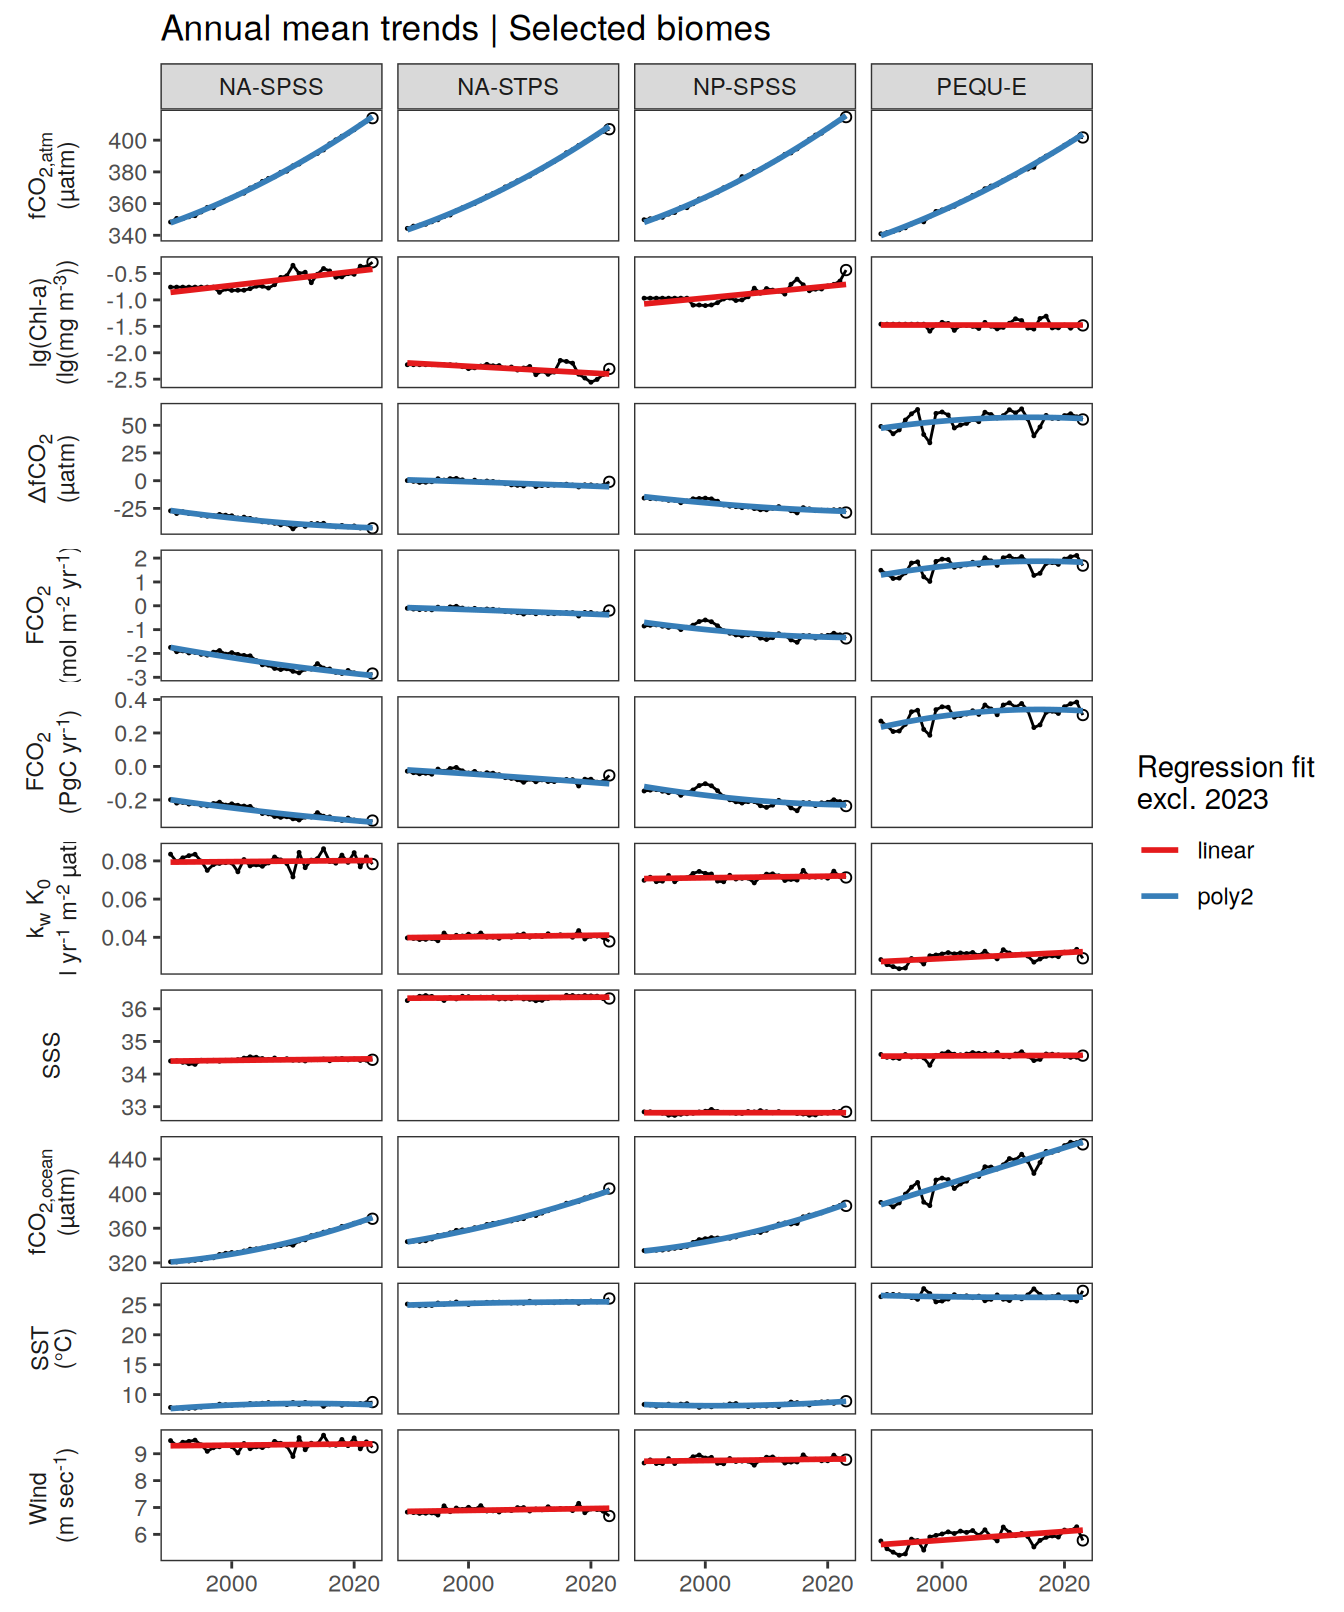 Annual mean trends | Selected biomes
NA-SPSS NA-STPS NP-SPSS PEQU-E
fCO2,atm
(µatm)
400
380
360
340
lg(Chl-a)
(lg(mg m-3))
-0.5
-1.0
-1.5
-2.0
-2.5
ΔfCO2
(µatm)
50
25
0
-25
FCO2
(mol m-2 yr-1)
2
1
0
-1
-2
-3
FCO2
(PgC yr-1)
0.4
0.2
0.0
-0.2
kw K0
l yr-1 m-2 µat
0.08
0.06
0.04
SSS
36
35
34
33
fCO2,ocean
(µatm)
440
400
360
320
SST
(°C)
25
20
15
10
Wind
(m sec-1)
9
8
7
6
2000 2020 2000 2020 2000 2020 2000 2020
Regression fit
excl. 2023
linear
poly2